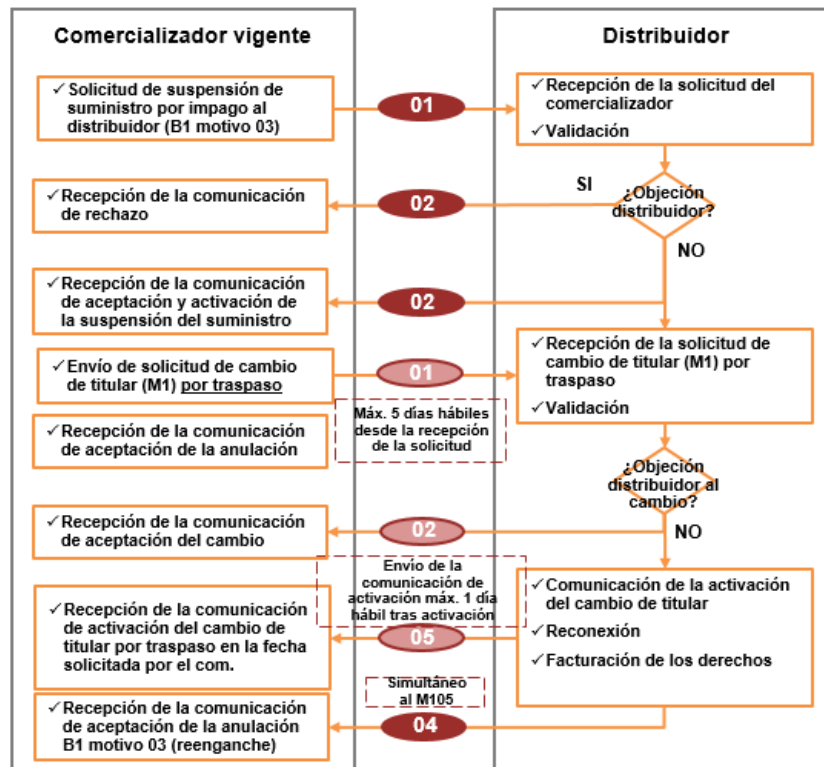 Comercializador vigente
Distribuidor
✓ Solicitud de suspensión de
suministro por impago al
distribuidor (B1 motivo 03)
01
✓ Recepción de la solicitud del
comercializador
✓ Validación
SI
¿Objeción
distribuidor?
✓ Recepción de la comunicación
de rechazo
02
NO
✓ Recepción de la comunicación
de aceptación y activación de
la suspensión del suministro
02
✓ Envío de solicitud de cambio
de titular (M1) por traspaso
01
✓ Recepción de la solicitud de
cambio de titular (M1) por
traspaso
✓ Validación
Máx. 5 días hábiles
desde la recepción
de la solicitud
✓ Recepción de la comunicación
de aceptación de la anulación
¿Objeción
distribuidor al
cambio?
✓ Recepción de la comunicación
de aceptación del cambio
02
NO
Envío de la
comunicación de
activación máx. 1 día
hábil tras activación
✓ Recepción de la comunicación
de activación del cambio de
titular por traspaso en la fecha
solicitada por el com.
05
✓ Comunicación de la activación
del cambio de titular
✓ Reconexión
✓ Facturación de los derechos
Simultáneo
al M105
✓ Recepción de la comunicación
de aceptación de la anulación
B1 motivo 03 (reenganche)
04